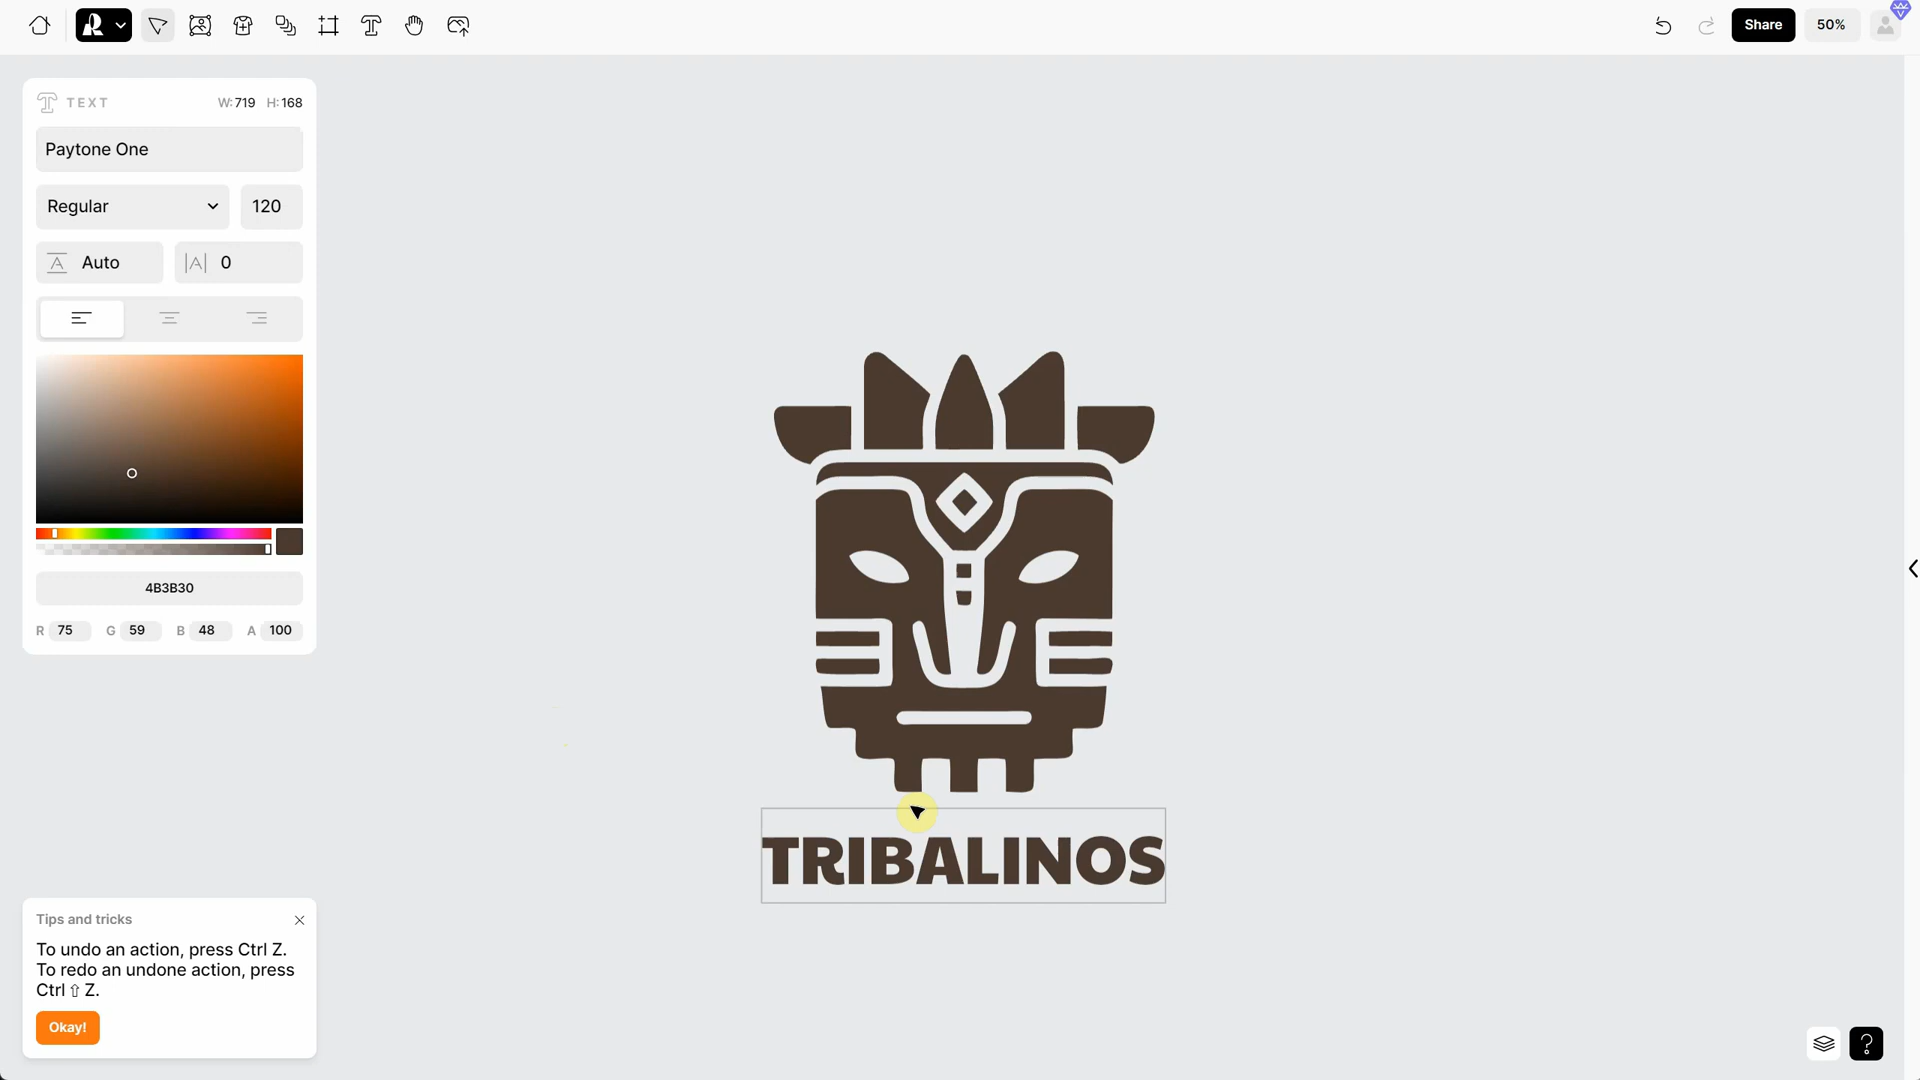 Share
50%
TEXT
W: 719 H: 168
Paytone One
Regular
120
Auto
0
4B3B30
R 75 G 59 B 48 A 100
TRIBALINOS
Tips and tricks
To undo an action, press Ctrl Z.
To redo an undone action, press
Ctrl ⇧ Z.
Okay!
?